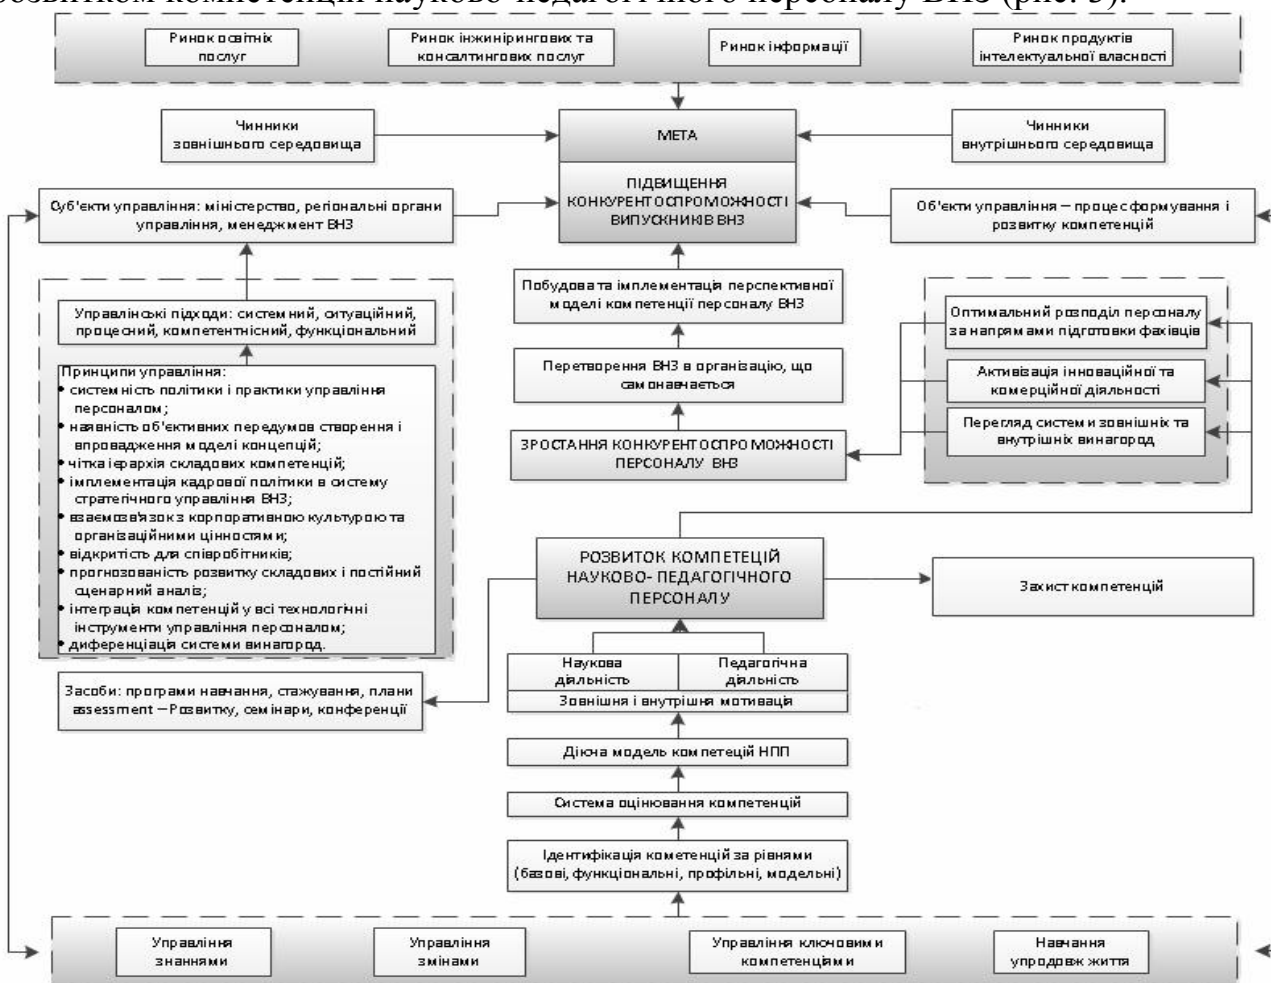 розвитком компетенцій науково-педагогічного персоналу ВНЗ (рис. 3).
Ринок освітніх
послуг
Ринок інжинірингових та
консалтингових послуг
Ринок інформації
Ринок продуктів
інтелектуальної власності
Чинники
зовнішнього середовища
МЕТА
Чинники
внутрішнього середовища
Суб'єкти управління: міністерство, регіональні органи
управління, менеджмент ВНЗ
ПІДВИЩЕННЯ
КОНКУРЕНТОСПРОМОЖНОСТІ
ВИПУСКНИКІВ ВНЗ
Об'єкти управління – процес формування і
розвитку компетенцій
Управлінські підходи: системний, ситуаційний,
процесний, компетентнісний, функціональний
Принципи управління:
• системність політики і практики управління
персоналом;
• наявність об'єктивних передумов створення і
впровадження моделі концепцій;
• чітка ієрархія складових компетенцій;
• імплементація кадрової політики в систему
стратегічного управління ВНЗ;
• взаємозв'язок з корпоративною культурою та
організаційними цінностями;
• відкритість для співробітників;
• прогнозованість розвитку складових і постійний
сценарний аналіз;
• інтеграція компетенцій у всі технологічні
інструменти управління персоналом;
• диференціація системи винагород.
Побудова та імплементація перспективної
моделі компетенції персоналу ВНЗ
Перетворення ВНЗ в організацію, що
самонавчається
ЗРОСТАННЯ КОНКУРЕНТОСПРОМОЖНОСТІ
ПЕРСОНАЛУ ВНЗ
Оптимальний розподіл персоналу
за напрямами підготовки фахівців
Активізація інноваційної та
комерційної діяльності
Перегляд системи зовнішніх та
внутрішніх винагород
РОЗВИТОК КОМПЕТЕЦІЙ
НАУКОВО- ПЕДАГОГІЧНОГО
ПЕРСОНАЛУ
Захист компетенцій
Засоби: програми навчання, стажування, плани
assessment – Розвитку, семінари, конференції
Наукова
діяльність
Педагогічна
діяльність
Зовнішня і внутрішня мотивація
Діюча модель компетецій НПП
Система оцінювання компетенцій
Ідентифікація кометенцій за рівнями
(базові, функціональні, профільні, модельні)
Управління
знаннями
Управління
змінами
Управління ключовими
компетенціями
Навчання
упродовж життя